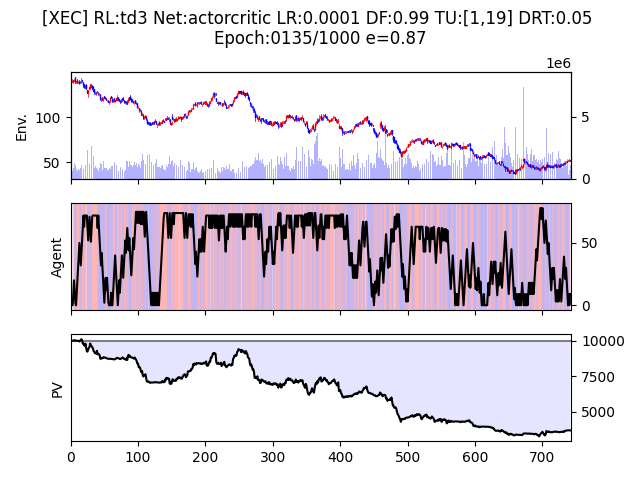 [XEC] RL:td3 Net:actorcritic LR:0.0001 DF:0.99 TU:[1,19] DRT:0.05
Epoch:0135/1000 e=0.87
1e6
Env.
100
50
5
0
Agent
50
0
PV
10000
7500
5000
0 100 200 300 400 500 600 700